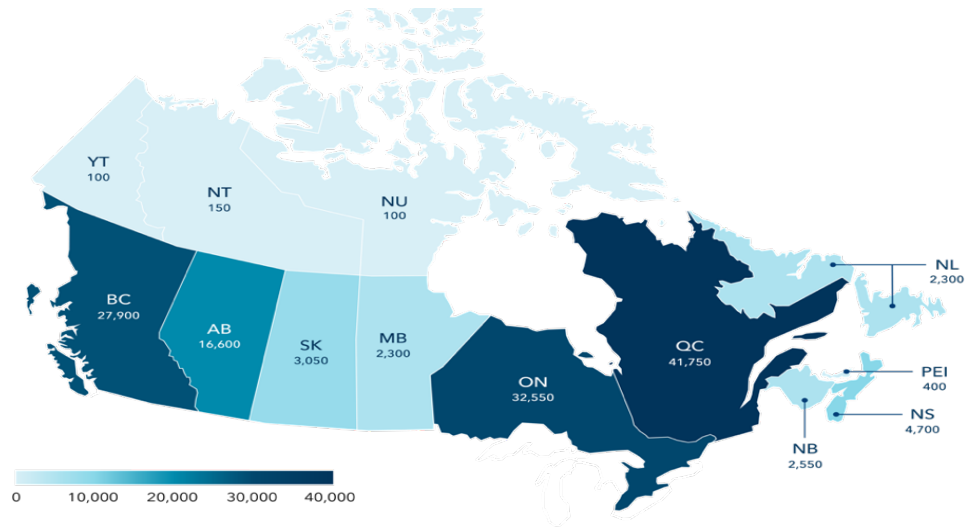 YT
100
NT
150
NU
100
BC
27,900
AB
16,600
SK
3,050
MB
2,300
ON
32,550
QC
41,750
NL
2,300
PEI
400
NS
4,700
NB
2,550
0 10,000 20,000 30,000 40,000